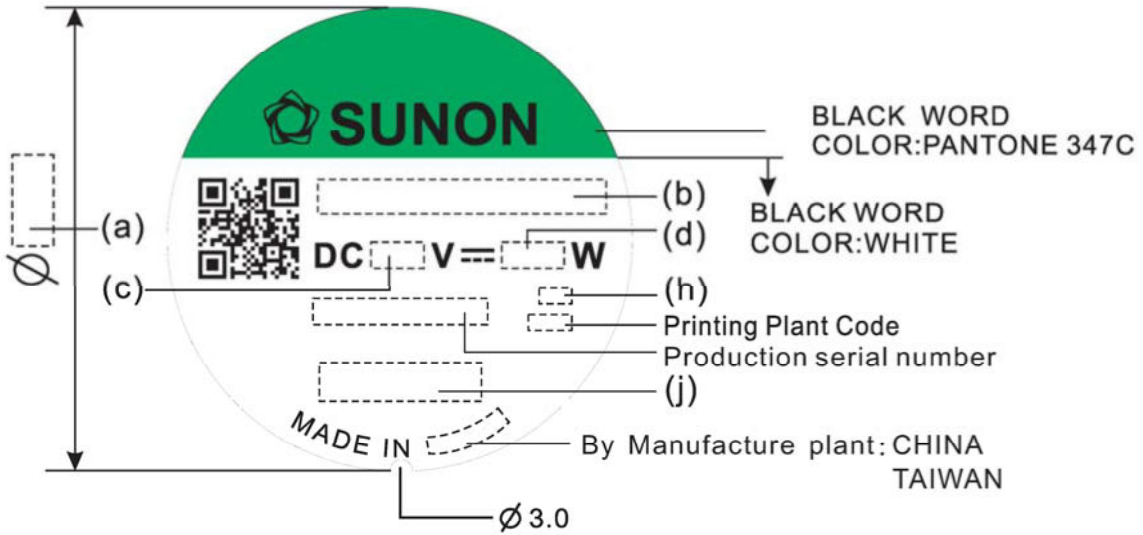 SUNON
BLACK WORD
COLOR:PANTONE 347C
(b)
BLACK WORD
COLOR:WHITE
(a)
(d)
DC V W
(c)
(h)
Printing Plant Code
Production serial number
(j)
MADE IN
By Manufacture plant: CHINA
TAIWAN
Ø
Ø 3.0